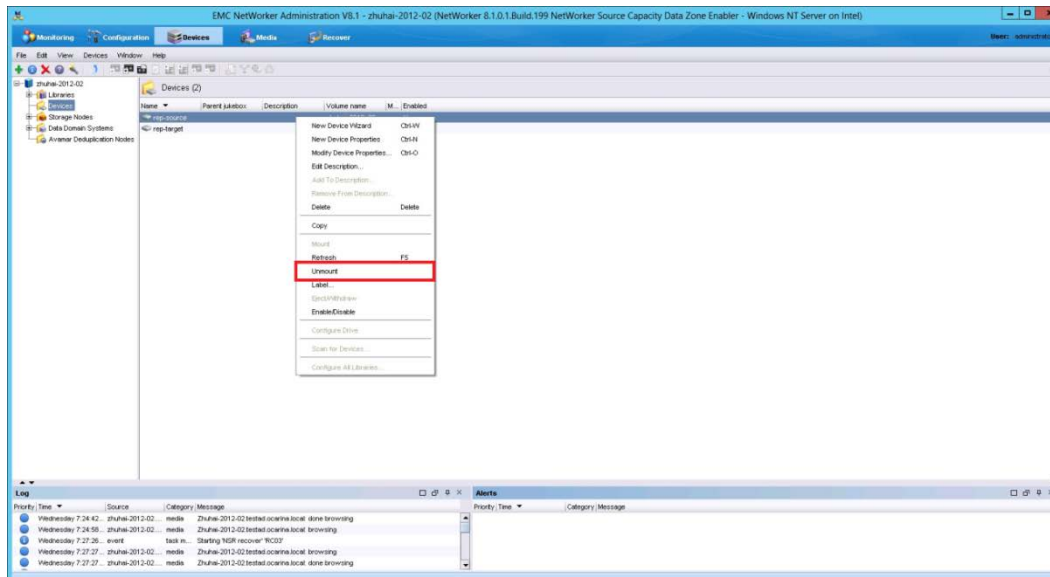 EMC NetWorker Administration V8.1 - zhuhai-2012-02 (NetWorker 8.1.0.1.Build.199 NetWorker Source Capacity Data Zone Enabler - Windows NT Server on Intel)
Monitoring Configuration Devices Media Recover
User:
File Edit View Devices Window Help
zhuhai-2012-02
Libraries
Devices
Storage Nodes
Data Domain Systems
Avamar Deduplication Nodes
Devices (2)
Name Parent jukebox Description Volume name M... Enabled
rep-source
rep-target
New Device Wizard Ctrl-W
New Device Properties Ctrl-N
Modify Device Properties... Ctrl-O
Edit Description...
Add To Description...
Remove From Description...
Delete Delete
Copy
Mount
Refresh F5
Unmount
Label...
Eject/Withdraw
Enable/Disable
Configure Drive
Scan for Devices...
Configure All Libraries...
Log
Priority Time Source Category Message
Wednesday 7:24:42... zhuhai-2012-02... media Zhuhai-2012-02.testad.ocarina.local done browsing
Wednesday 7:24:58... zhuhai-2012-02... media Zhuhai-2012-02.testad.ocarina.local browsing
Wednesday 7:27:26... event task m... Starting 'NSR recover' 'RC03'
Wednesday 7:27:27... zhuhai-2012-02... media Zhuhai-2012-02.testad.ocarina.local browsing
Wednesday 7:27:27... zhuhai-2012-02... media Zhuhai-2012-02.testad.ocarina.local done browsing
Alerts
Priority Time Category Message